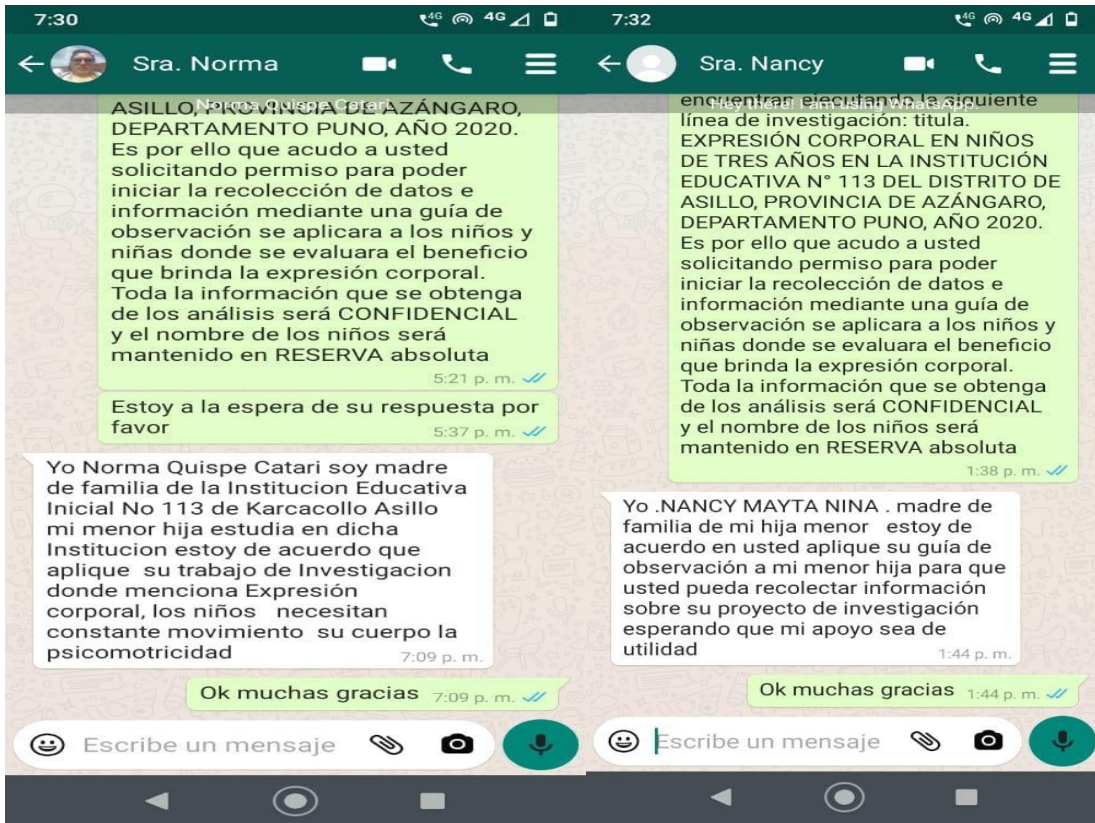 7:30
4G
4G
Sra. Norma
Norma Quispe Catari
ASILLO, PROVINCIA DE AZÁNGARO,
DEPARTAMENTO PUNO, AÑO 2020.
Es por ello que acudo a usted
solicitando permiso para poder
iniciar la recolección de datos e
información mediante una guía de
observación se aplicara a los niños y
niñas donde se evaluara el beneficio
que brinda la expresión corporal.
Toda la información que se obtenga
de los análisis será CONFIDENCIAL
y el nombre de los niños será
mantenido en RESERVA absoluta
5:21 p. m.
Estoy a la espera de su respuesta por
favor
5:37 p. m.
Yo Norma Quispe Catari soy madre
de familia de la Institucion Educativa
Inicial No 113 de Karcacollo Asillo
mi menor hija estudia en dicha
Institucion estoy de acuerdo que
aplique su trabajo de Investigacion
donde menciona Expresión
corporal, los niños necesitan
constante movimiento su cuerpo la
psicomotricidad
7:09 p. m.
Ok muchas gracias 7:09 p. m.
Escribe un mensaje
7:32
4G
4G
Sra. Nancy
Hey there! I am using WhatsApp.
encuentran ejecutando la siguiente
línea de investigación: titula.
EXPRESIÓN CORPORAL EN NIÑOS
DE TRES AÑOS EN LA INSTITUCIÓN
EDUCATIVA N° 113 DEL DISTRITO DE
ASILLO, PROVINCIA DE AZÁNGARO,
DEPARTAMENTO PUNO, AÑO 2020.
Es por ello que acudo a usted
solicitando permiso para poder
iniciar la recolección de datos e
información mediante una guía de
observación se aplicara a los niños y
niñas donde se evaluara el beneficio
que brinda la expresión corporal.
Toda la información que se obtenga
de los análisis será CONFIDENCIAL
y el nombre de los niños será
mantenido en RESERVA absoluta
1:38 p. m.
Yo .NANCY MAYTA NINA . madre de
familia de mi hija menor estoy de
acuerdo en usted aplique su guía de
observación a mi menor hija para que
usted pueda recolectar información
sobre su proyecto de investigación
esperando que mi apoyo sea de
utilidad
1:44 p. m.
Ok muchas gracias 1:44 p. m.
Escribe un mensaje